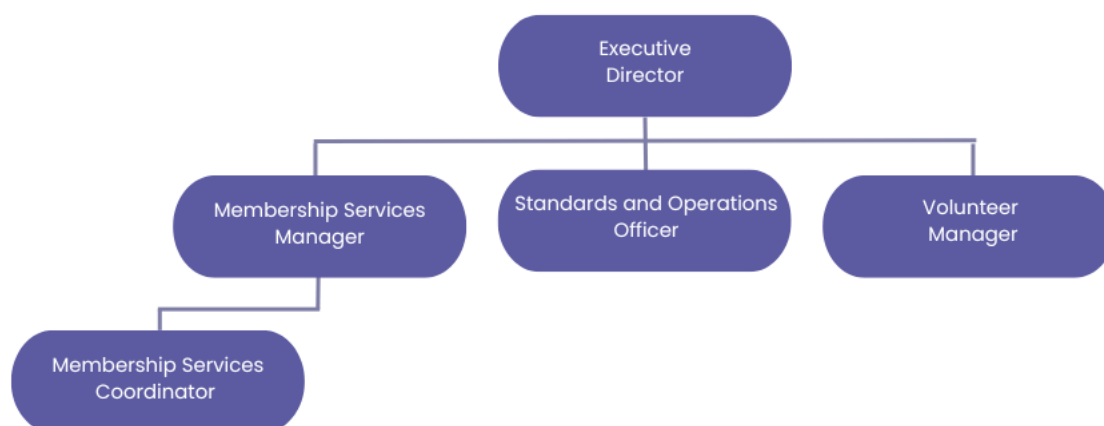 Executive
Director
Membership Services
Manager
Standards and Operations
Officer
Volunteer
Manager
Membership Services
Coordinator